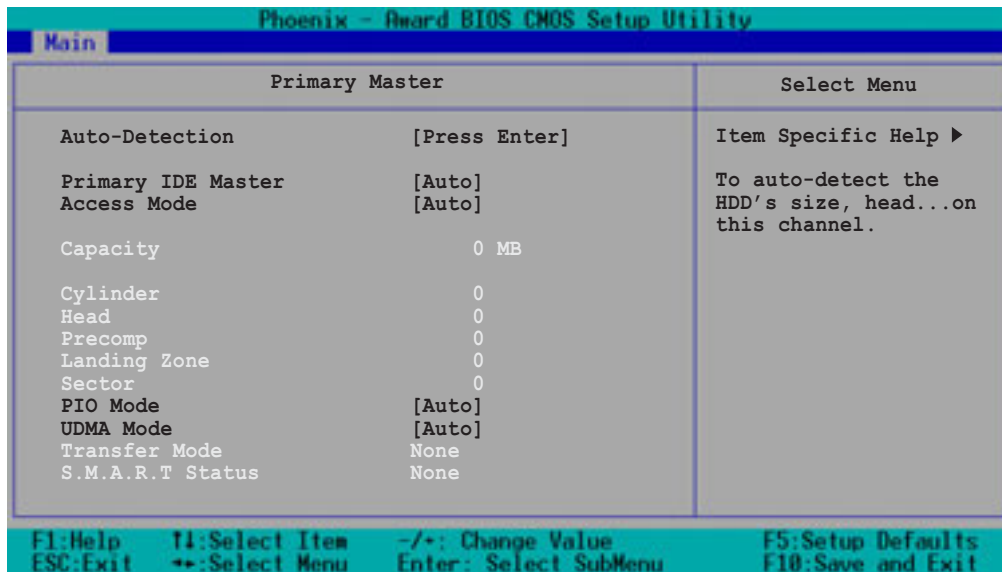 Phoenix - Award BIOS CMOS Setup Utility
Main
Primary Master
Select Menu
Auto-Detection [Press Enter]
Primary IDE Master [Auto]
Access Mode [Auto]
Capacity 0 MB
Cylinder 0
Head 0
Precomp 0
Landing Zone 0
Sector 0
PIO Mode [Auto]
UDMA Mode [Auto]
Transfer Mode None
S.M.A.R.T Status None
Item Specific Help ▶
To auto-detect the
HDD's size, head...on
this channel.
F1:Help ↑↓:Select Item -/+: Change Value F5:Setup Defaults
ESC:Exit ←→:Select Menu Enter: Select SubMenu F10:Save and Exit